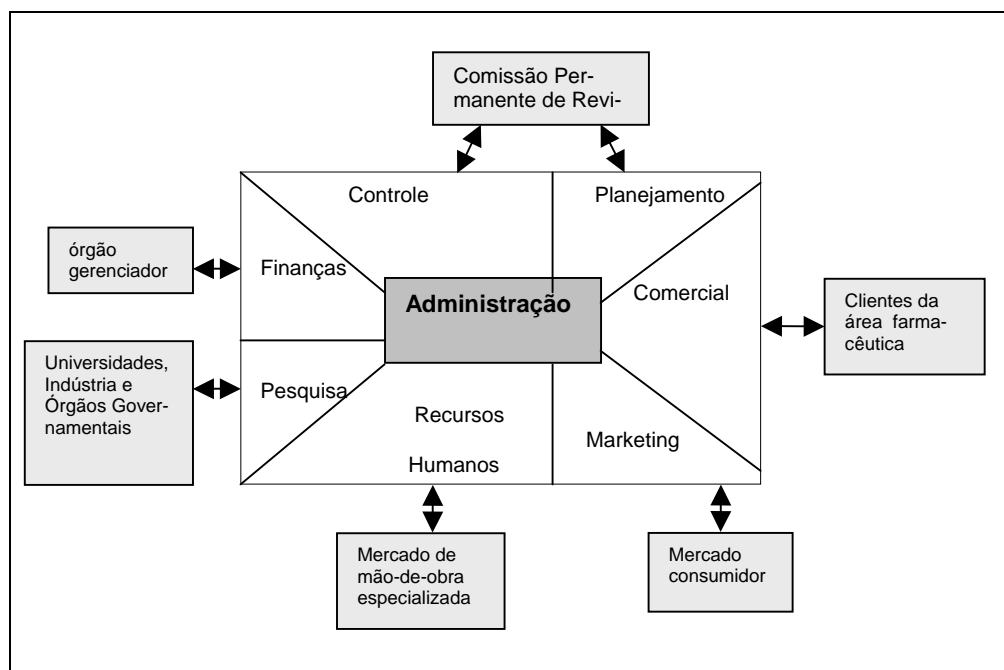 Comissão Per-
manente de Revi-
Controle
Planejamento
órgão
gerenciador
Finanças
Administração
Comercial
Clientes da
área farma-
cêutica
Universidades,
Indústria e
Órgãos Gover-
namentais
Pesquisa
Recursos
Humanos
Marketing
Mercado de
mão-de-obra
especializada
Mercado
consumidor